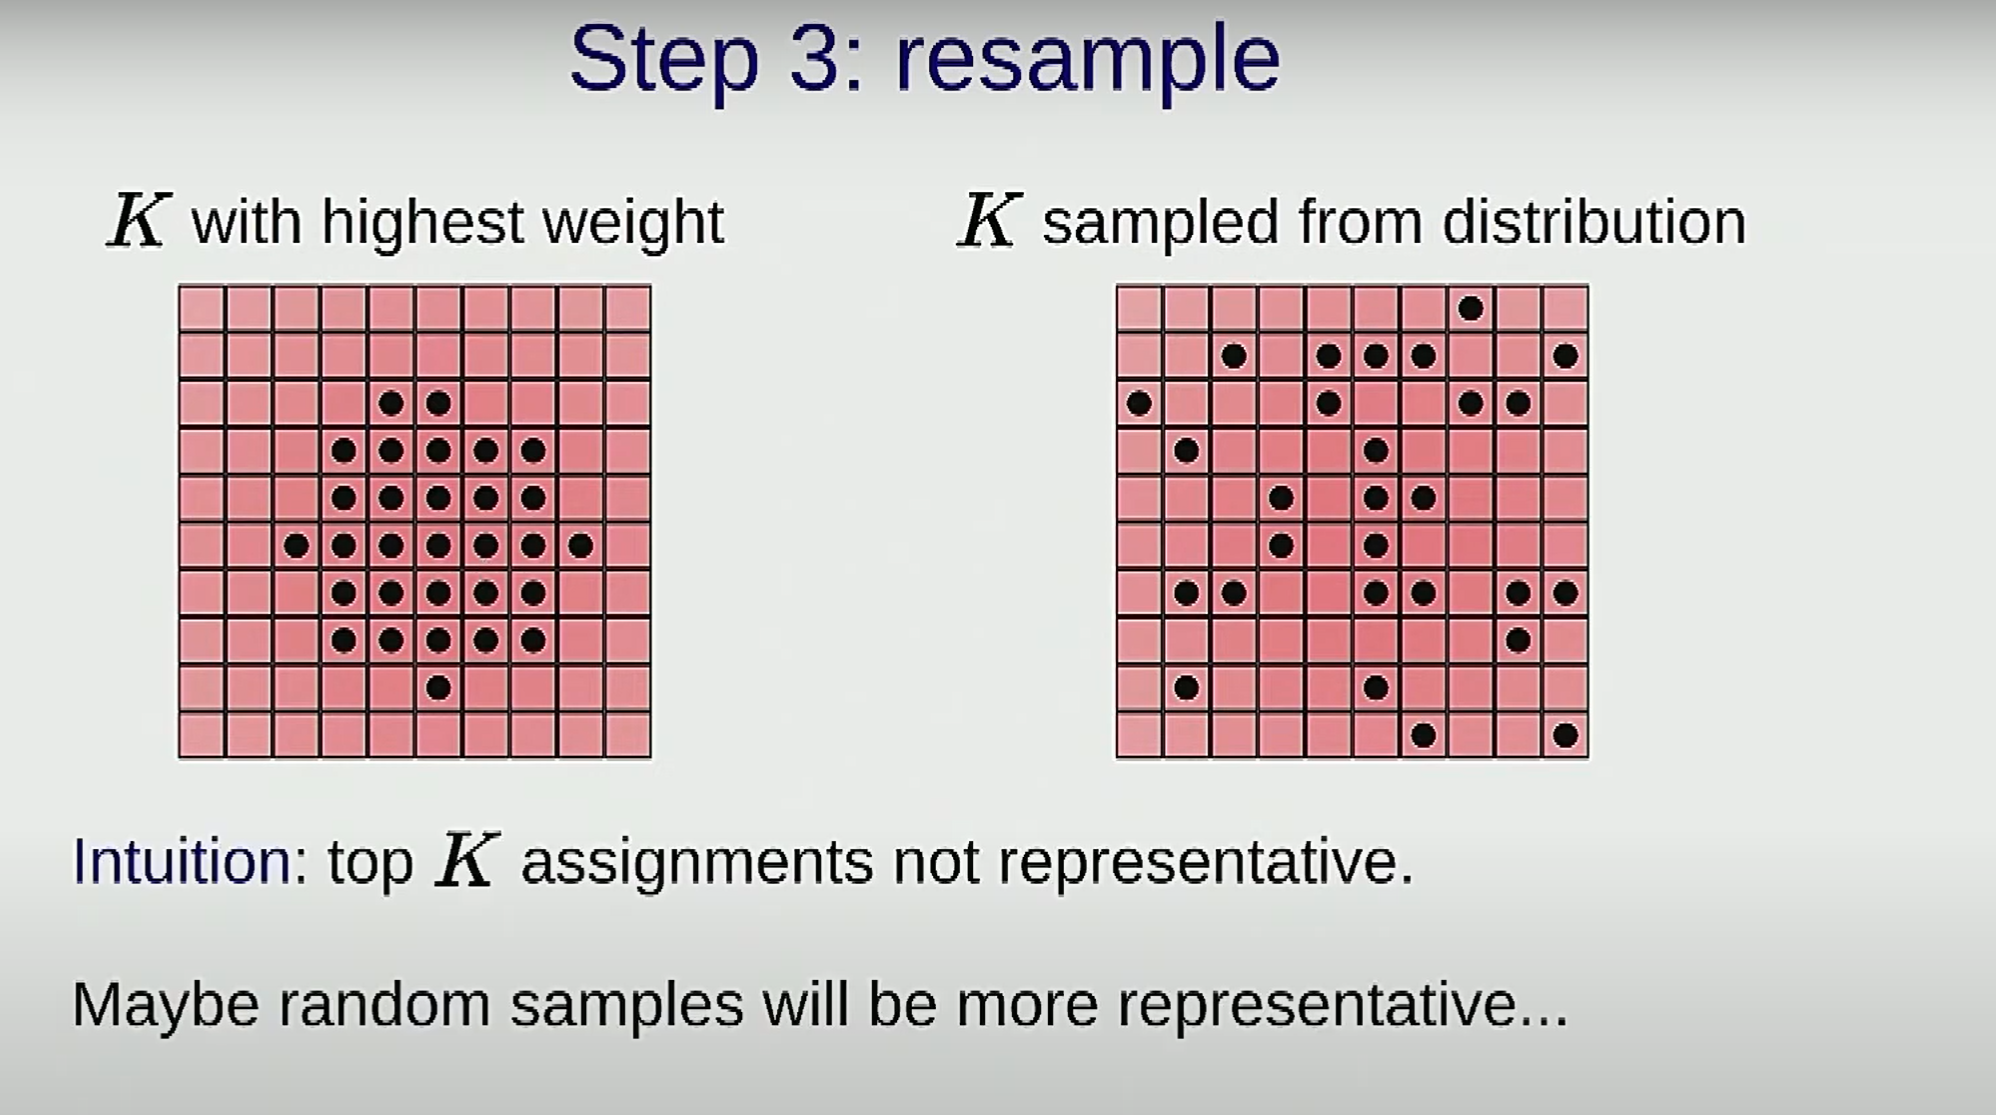 Step 3: resample
K with highest weight
K sampled from distribution
Intuition: top K assignments not representative.
Maybe random samples will be more representative...